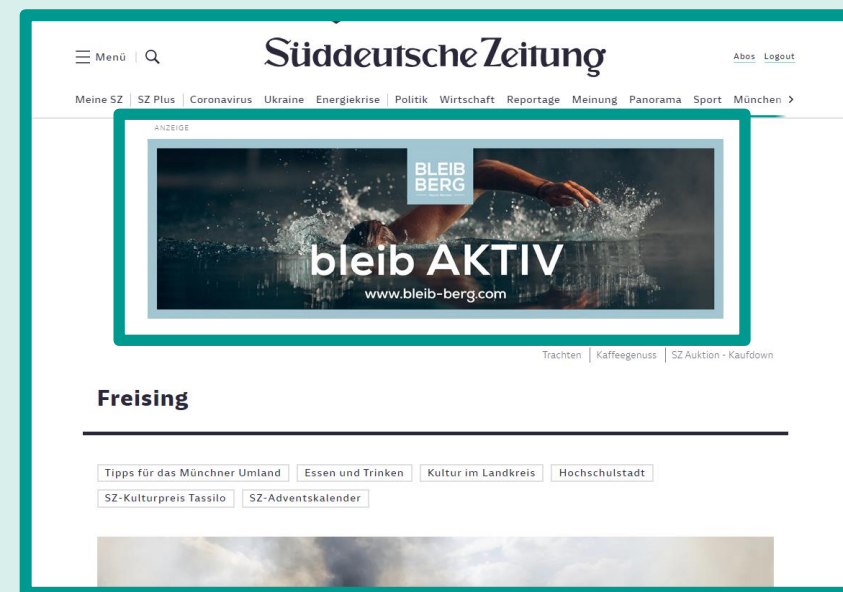 Menü
Süddeutsche Zeitung
Abos Logout
Meine SZ SZ Plus Coronavirus Ukraine Energiekrise Politik Wirtschaft Reportage Meinung Panorama Sport München
ANZEIGE
BLEIB
BERG
bleib AKTIV
www.bleib-berg.com
Trachten Kaffeegenuss SZ Auktion - Kaufdown
Freising
Tipps für das Münchner Umland Essen und Trinken Kultur im Landkreis Hochschulstadt
SZ-Kulturpreis Tassilo SZ-Adventskalender